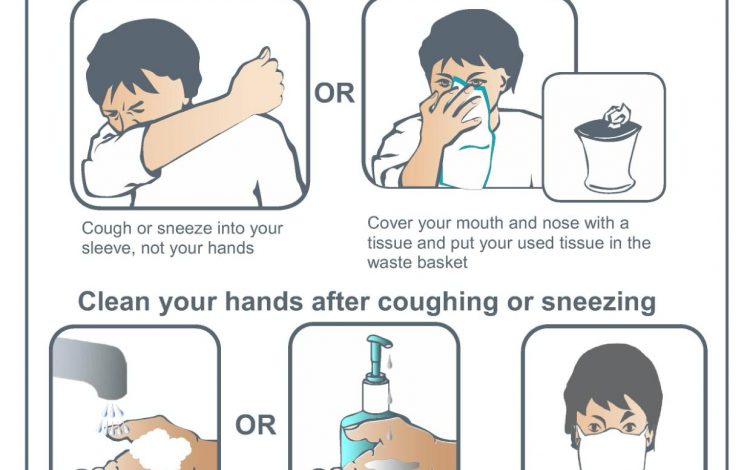 OR
Cough or sneeze into your
sleeve, not your hands
Cover your mouth and nose with a
tissue and put your used tissue in the
waste basket
Clean your hands after coughing or sneezing
OR